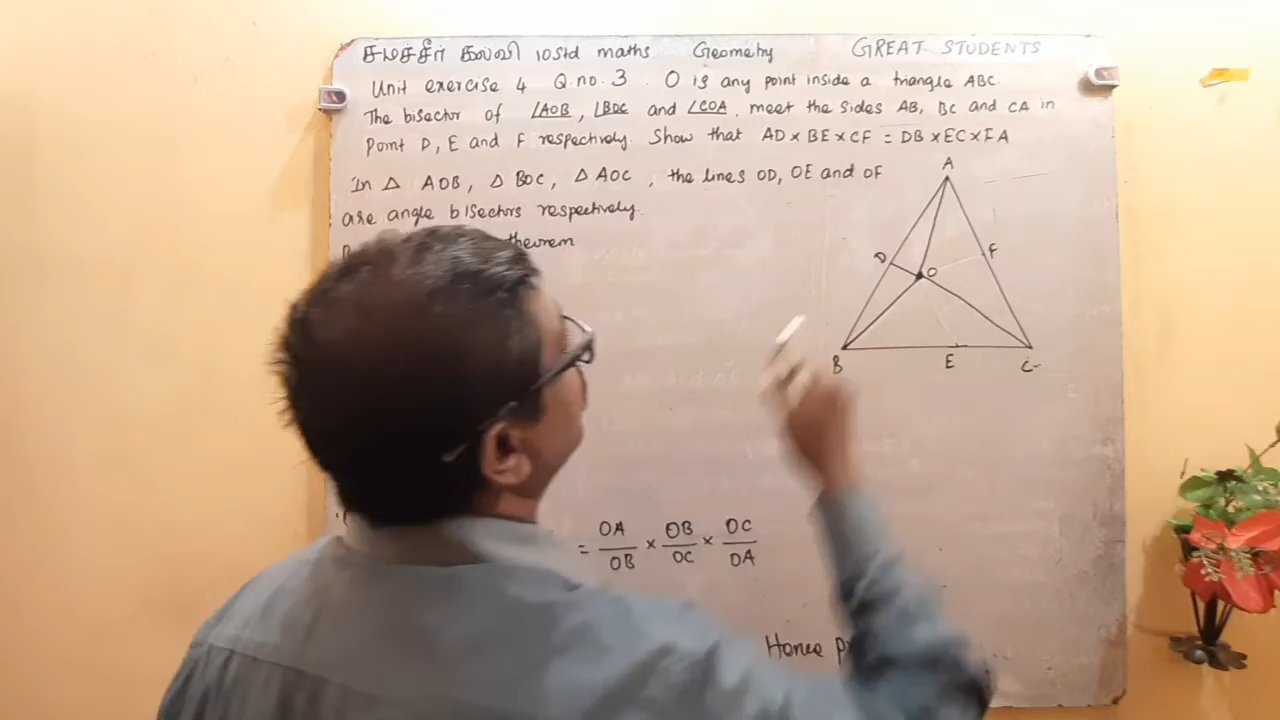 சமச்சீர் கல்வி 10std maths Geometry GREAT STUDENTS
Unit exercise 4 Q.no. 3. O is any point inside a triangle ABC.
The bisector of ∠AOB, ∠BOC and ∠COA. meet the sides AB, BC and CA in
Point D, E and F respectively. Show that AD × BE × CF = DB × EC × FA
In △ AOB, △ BOC, △ AOC, the lines OD, OE and OF
are angle bisectors respectively.
theorem
A
D
F
O
B
E
C
= OA/OB × OB/OC × OC/OA
Hence